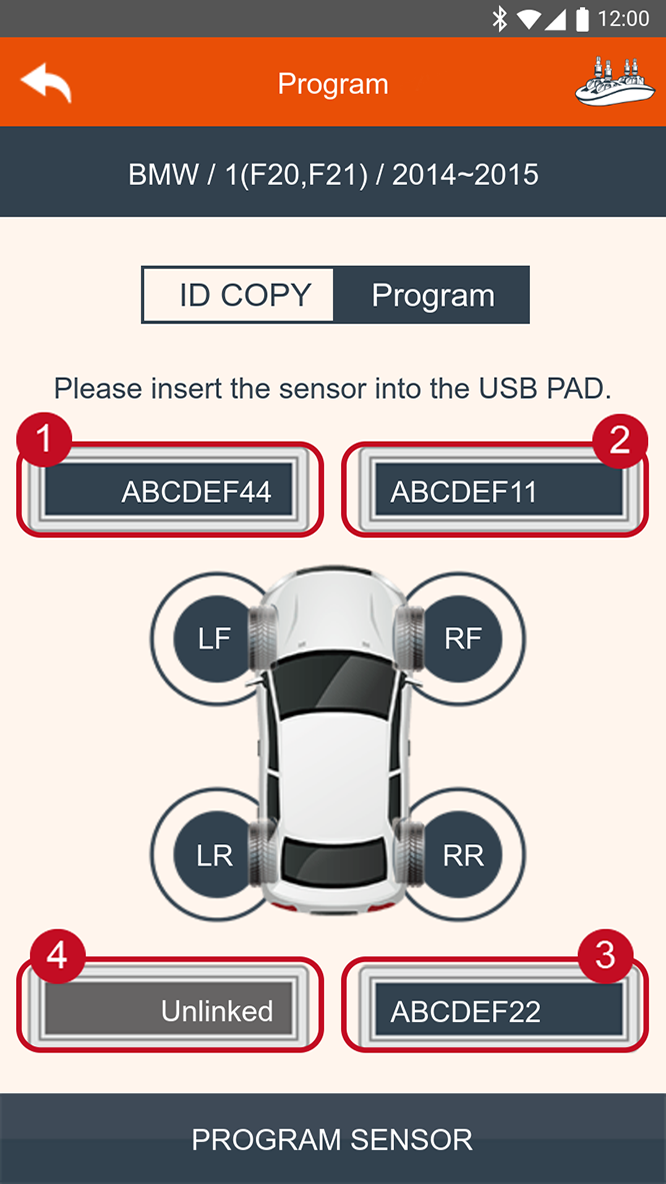 12:00
Program
BMW / 1(F20,F21) / 2014~2015
ID COPY Program
Please insert the sensor into the USB PAD.
1 2
ABCDEF44 ABCDEF11
LF RF
LR RR
4 3
Unlinked ABCDEF22
PROGRAM SENSOR